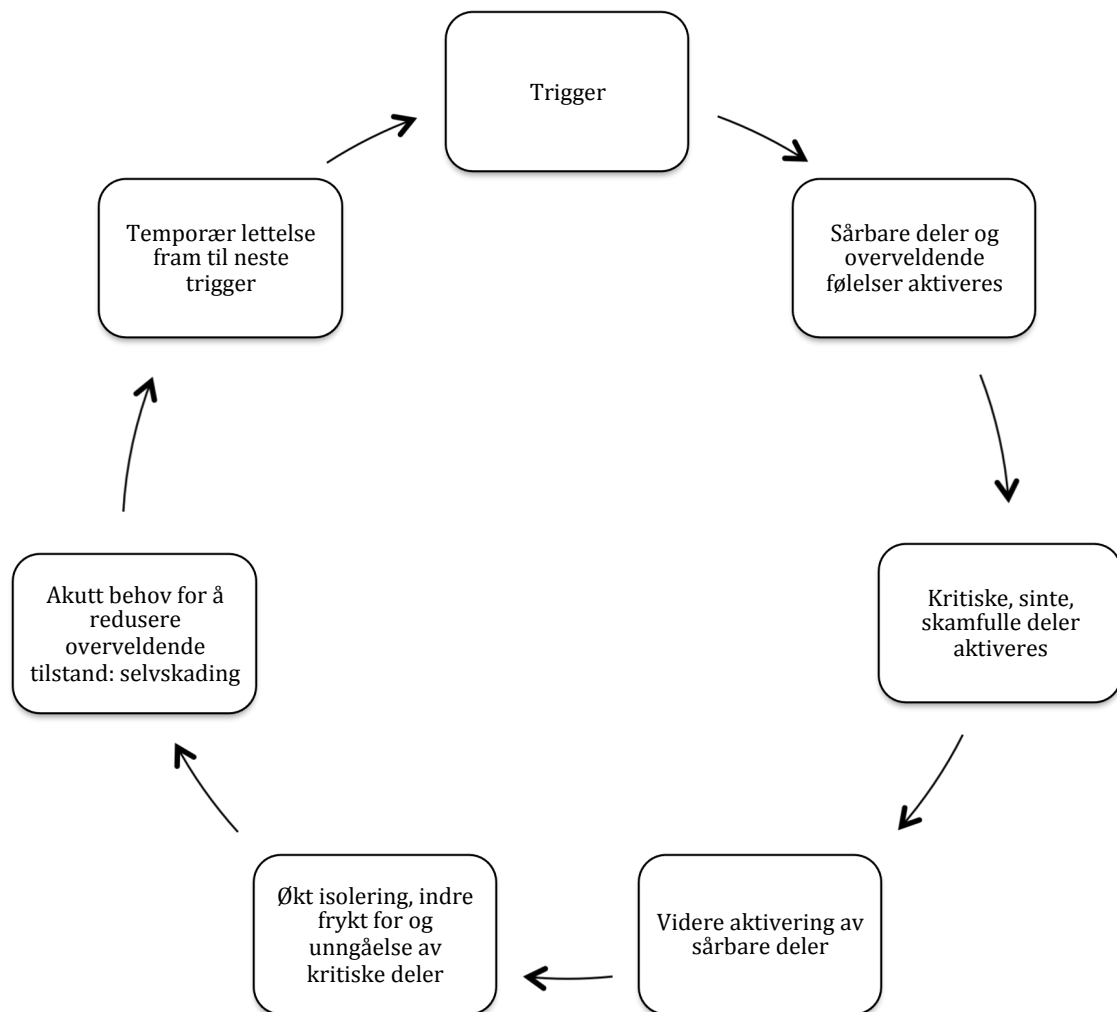 Trigger
Sårbare deler og
overveldende
følelser aktiveres
Kritiske, sinte,
skamfulle deler
aktiveres
Videre aktivering av
sårbare deler
Økt isolering, indre
frykt for og
unngåelse av
kritiske deler
Akutt behov for å
redusere
overveldende
tilstand: selvskading
Temporær lettelse
fram til neste
trigger